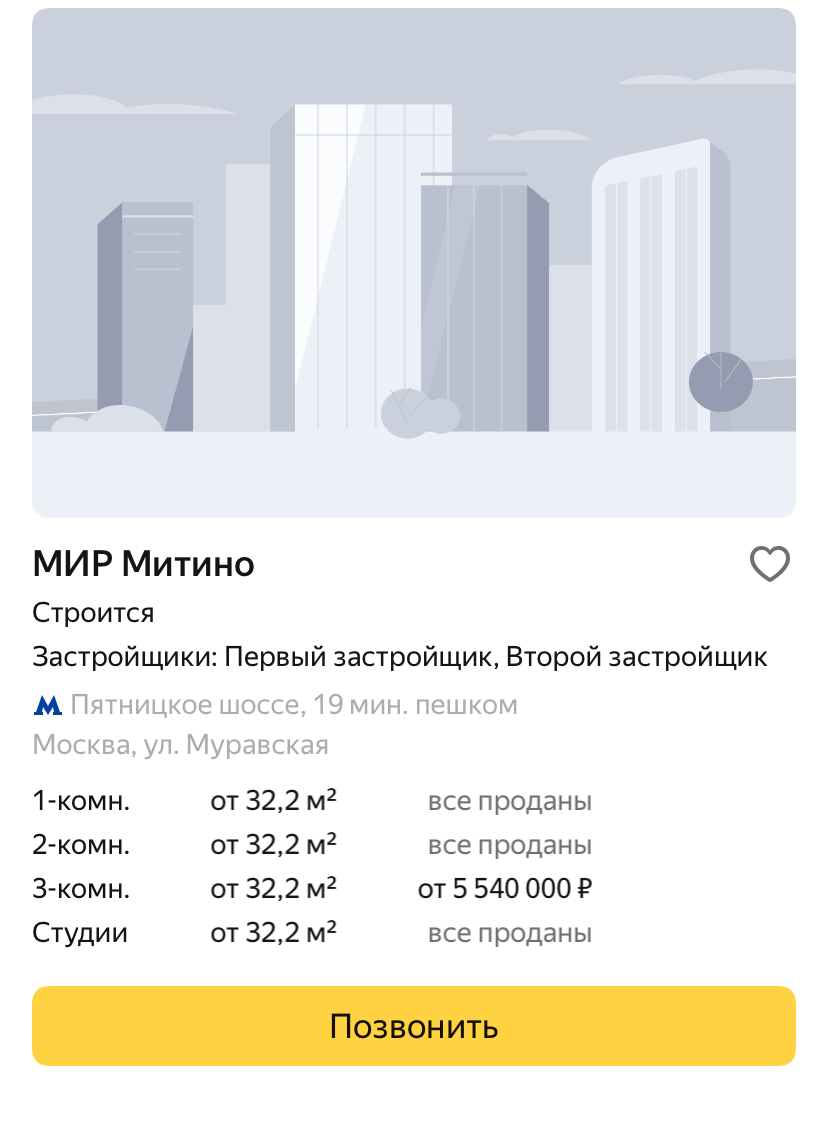 МИР Митино
Строится
Застройщики: Первый застройщик, Второй застройщик
Пятницкое шоссе, 19 мин. пешком
Москва, ул. Муравская
1-комн. от 32,2 м² все проданы
2-комн. от 32,2 м² все проданы
3-комн. от 32,2 м² от 5 540 000 ₽
Студии от 32,2 м² все проданы
Позвонить